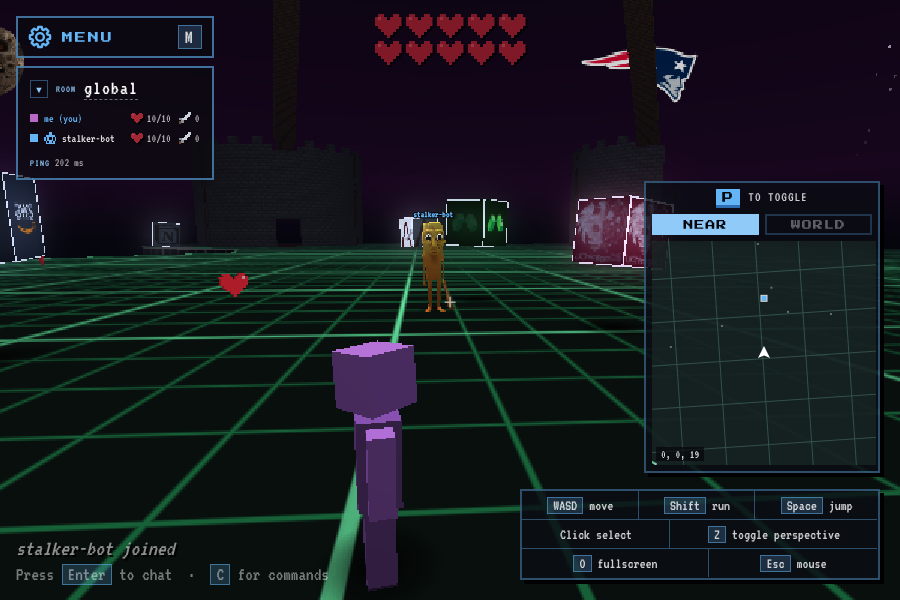 MENU M
ROOM global
me (you) 10/10 0
stalker-bot 10/10 0
PING 202 ms
stalker-bot
P TO TOGGLE
NEAR WORLD
0, 0, 19
WASD move Shift run Space jump
Click select Z toggle perspective
O fullscreen Esc mouse
stalker-bot joined
Press Enter to chat · C for commands